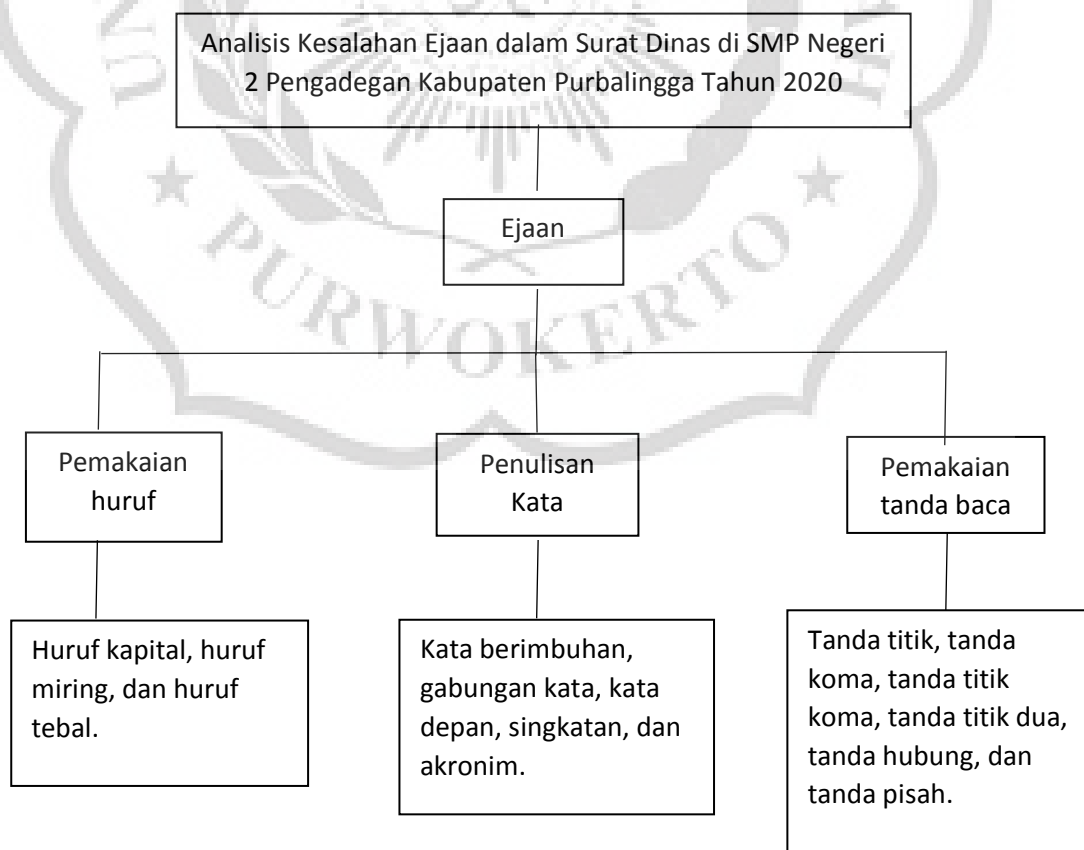 Analisis Kesalahan Ejaan dalam Surat Dinas di SMP Negeri
2 Pengadegan Kabupaten Purbalingga Tahun 2020
Ejaan
PURWOKERTO
Pemakaian
huruf
Penulisan
Kata
Pemakaian
tanda baca
Huruf kapital, huruf
miring, dan huruf
tebal.
Kata berimbuhan,
gabungan kata, kata
depan, singkatan, dan
akronim.
Tanda titik, tanda
koma, tanda titik
koma, tanda titik dua,
tanda hubung, dan
tanda pisah.